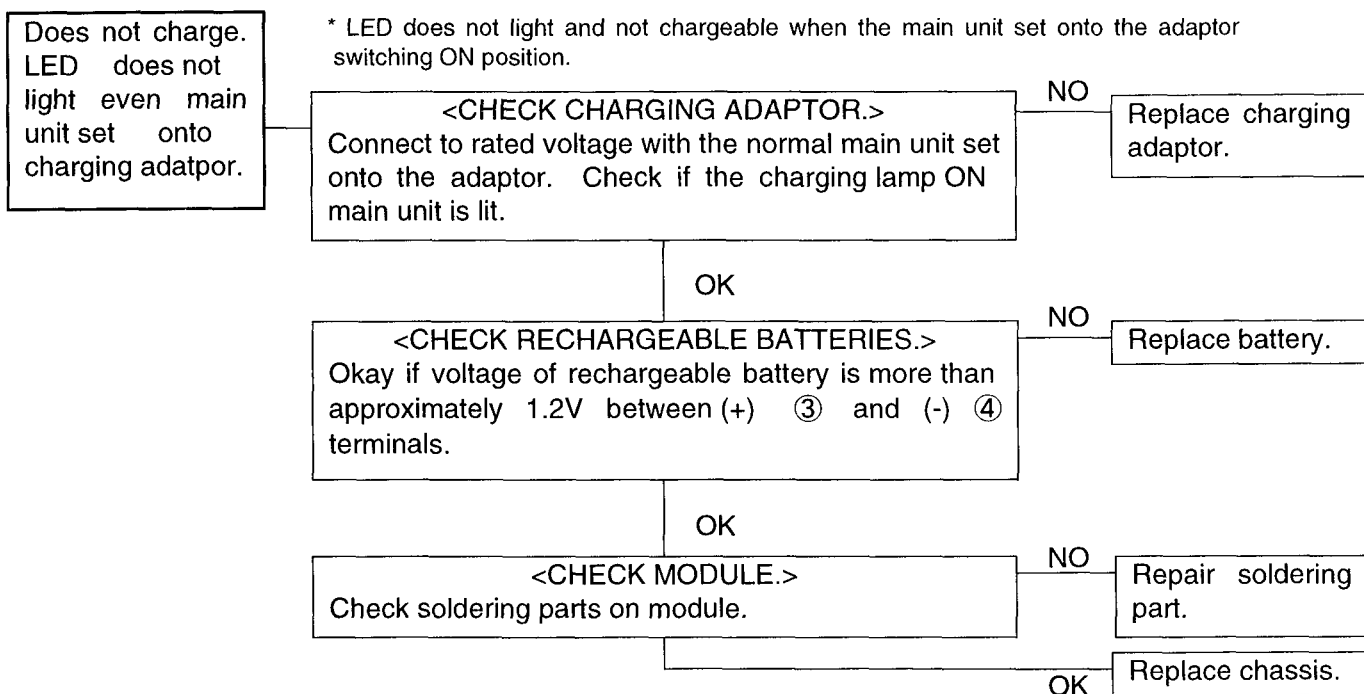 Does not charge.
LED does not
light even main
unit set onto
charging adatpor.
* LED does not light and not chargeable when the main unit set onto the adaptor
switching ON position.
<CHECK CHARGING ADAPTOR.>
Connect to rated voltage with the normal main unit set
onto the adaptor. Check if the charging lamp ON
main unit is lit.
NO
Replace charging
adaptor.
OK
<CHECK RECHARGEABLE BATTERIES.>
Okay if voltage of rechargeable battery is more than
approximately 1.2V between (+) ③ and (-) ④
terminals.
NO
Replace battery.
OK
<CHECK MODULE.>
Check soldering parts on module.
NO
Repair soldering
part.
OK
Replace chassis.